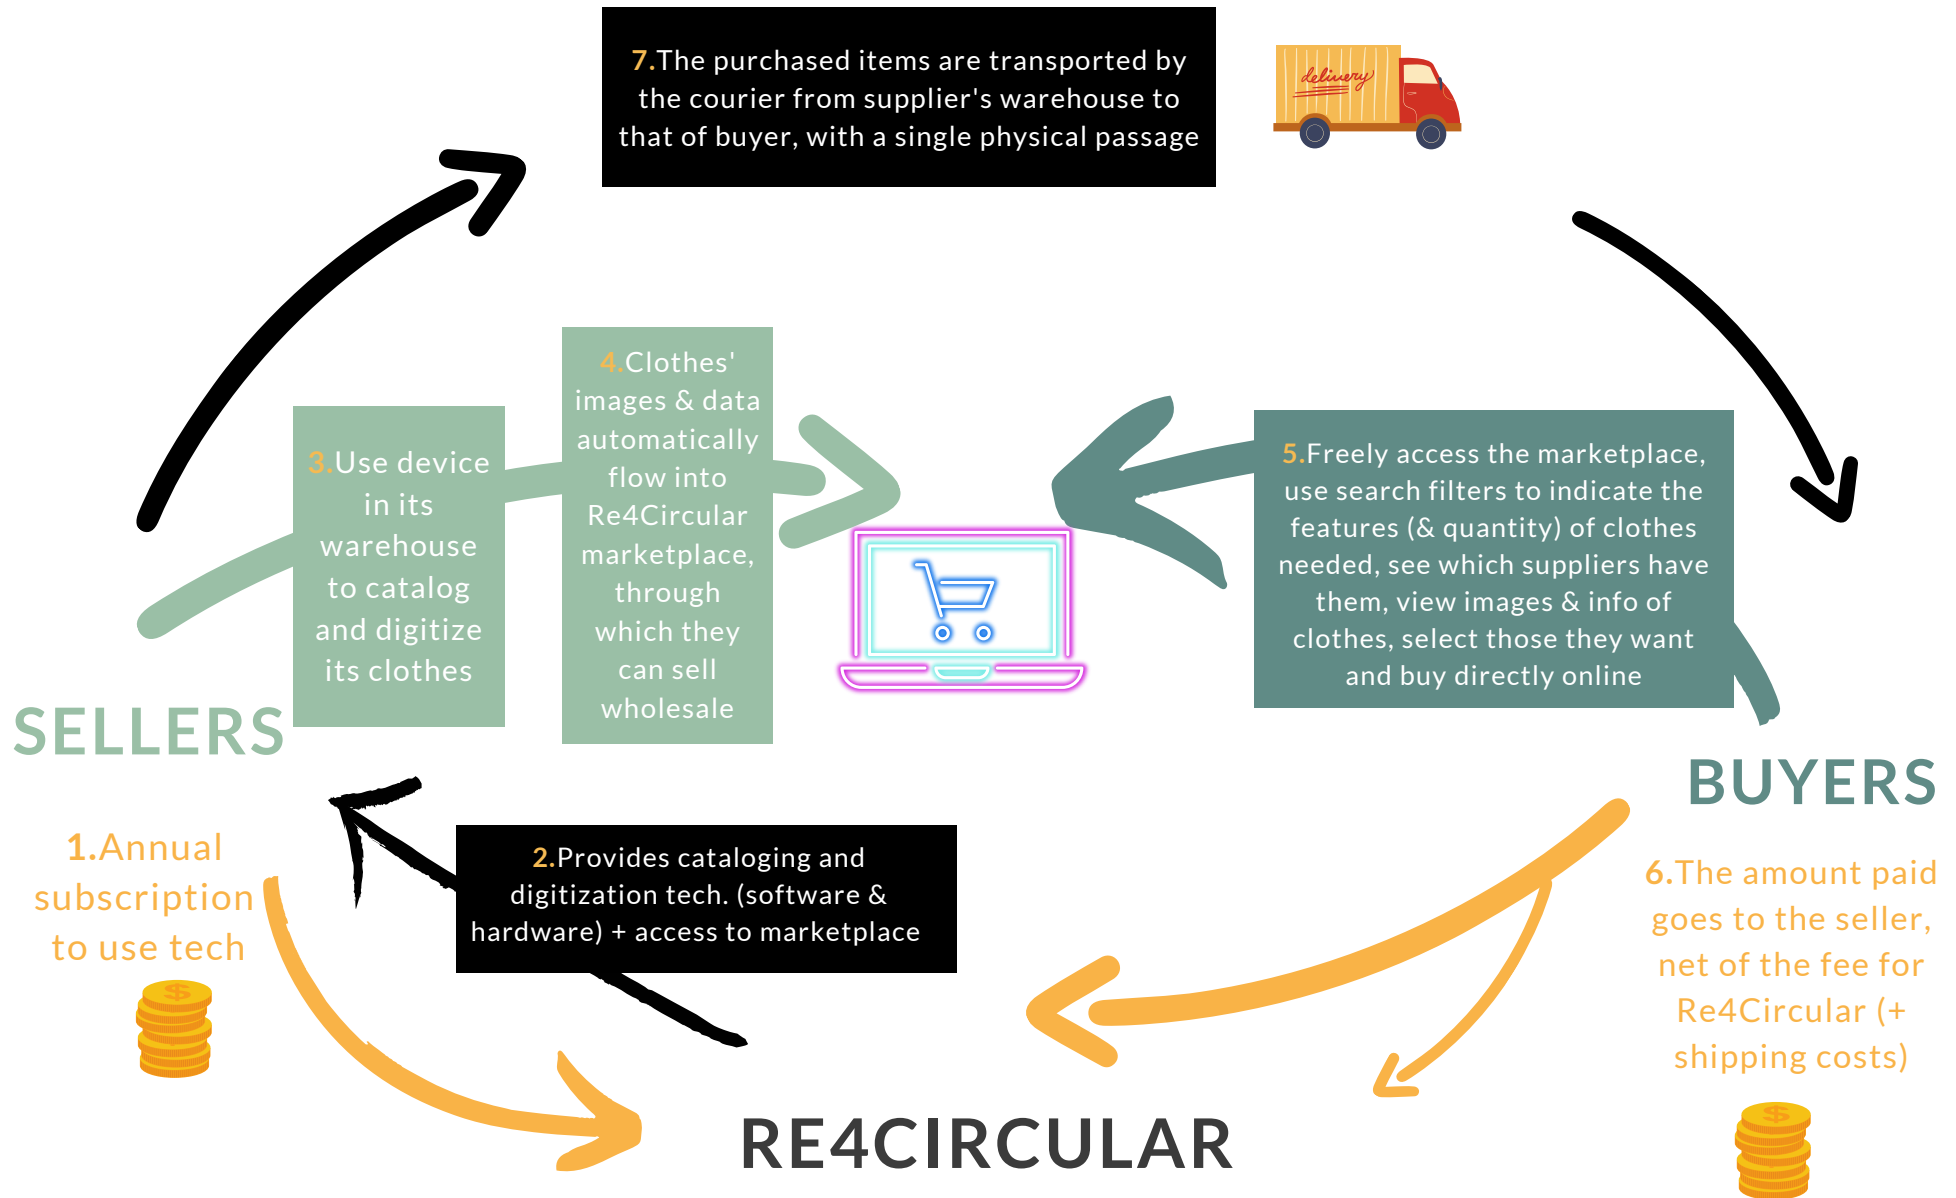 7.The purchased items are transported by
the courier from supplier's warehouse to
that of buyer, with a single physical passage
delivery
4.Clothes'
images & data
automatically
flow into
Re4Circular
marketplace,
through
which they
can sell
wholesale
3.Use device
in its
warehouse
to catalog
and digitize
its clothes
5.Freely access the marketplace,
use search filters to indicate the
features (& quantity) of clothes
needed, see which suppliers have
them, view images & info of
clothes, select those they want
and buy directly online
SELLERS
BUYERS
1.Annual
subscription
to use tech
$
2.Provides cataloging and
digitization tech. (software &
hardware) + access to marketplace
6.The amount paid
goes to the seller,
net of the fee for
Re4Circular (+
shipping costs)
$
RE4CIRCULAR